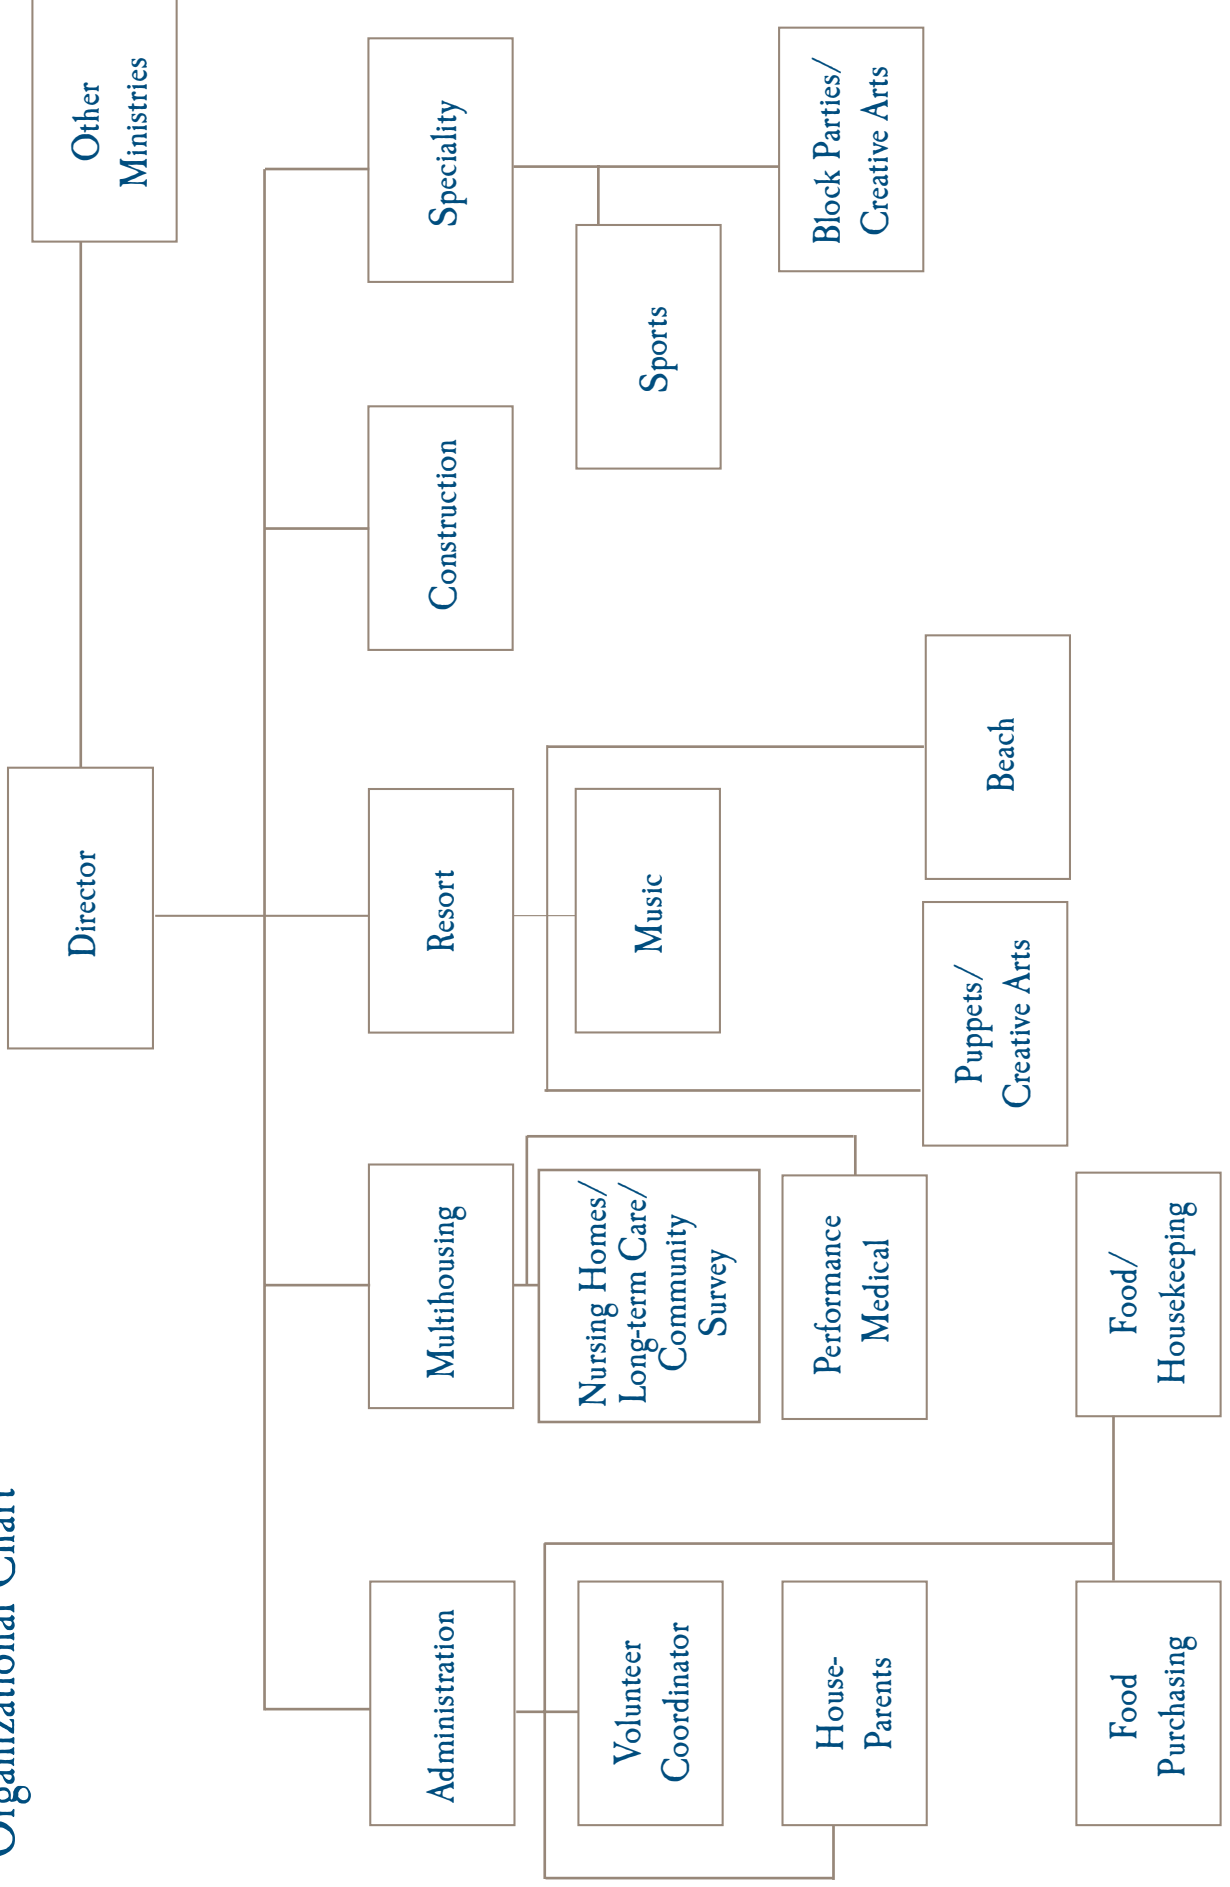 Organizational Chart
Director
Other
Ministries
Administration
Multihousing
Resort
Construction
Speciality
Volunteer
Coordinator
Nursing Homes/
Long-term Care/
Community
Survey
Music
Sports
House-
Parents
Performance
Medical
Block Parties/
Creative Arts
Puppets/
Creative Arts
Beach
Food
Purchasing
Food/
Housekeeping